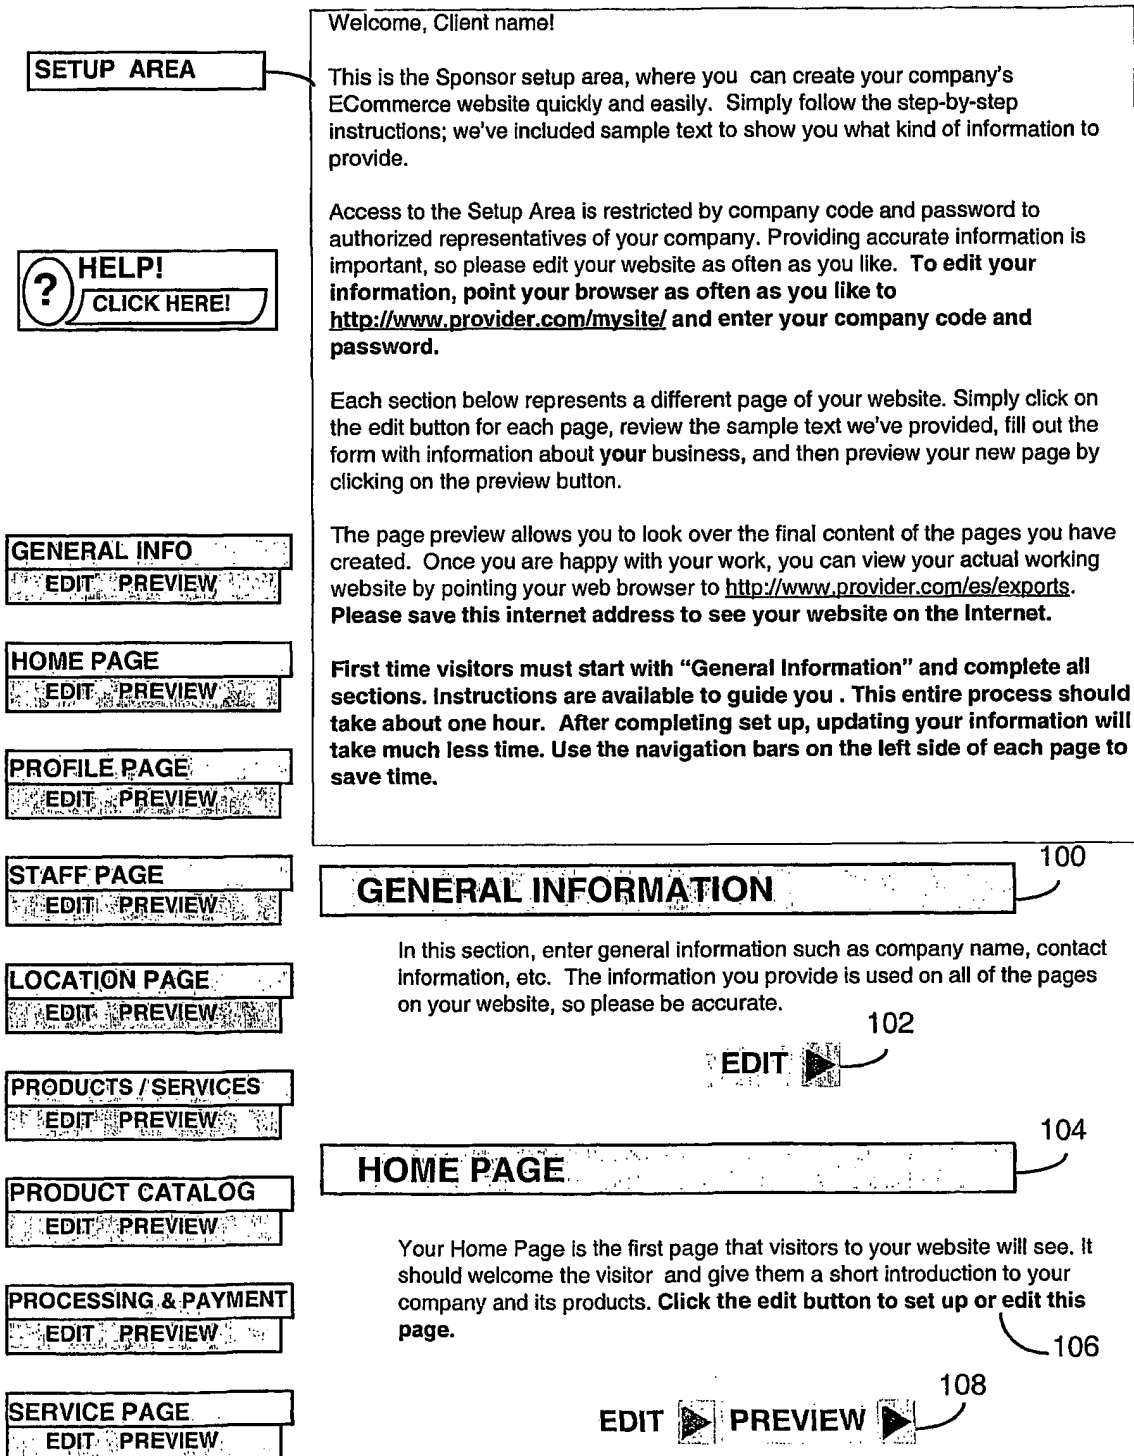 SETUP AREA
HELP!
?
CLICK HERE!
GENERAL INFO
EDIT PREVIEW
HOME PAGE
EDIT PREVIEW
PROFILE PAGE
EDIT PREVIEW
STAFF PAGE
EDIT PREVIEW
LOCATION PAGE
EDIT PREVIEW
PRODUCTS / SERVICES
EDIT PREVIEW
PRODUCT CATALOG
EDIT PREVIEW
PROCESSING & PAYMENT
EDIT PREVIEW
SERVICE PAGE
EDIT PREVIEW
Welcome, Client name!
This is the Sponsor setup area, where you can create your company's
ECommerce website quickly and easily. Simply follow the step-by-step
instructions; we've included sample text to show you what kind of information to
provide.
Access to the Setup Area is restricted by company code and password to
authorized representatives of your company. Providing accurate information is
important, so please edit your website as often as you like. To edit your
information, point your browser as often as you like to
http://www.provider.com/mysite/ and enter your company code and
password.
Each section below represents a different page of your website. Simply click on
the edit button for each page, review the sample text we've provided, fill out the
form with information about your business, and then preview your new page by
clicking on the preview button.
The page preview allows you to look over the final content of the pages you have
created. Once you are happy with your work, you can view your actual working
website by pointing your web browser to http://www.provider.com/es/exports.
Please save this internet address to see your website on the Internet.
First time visitors must start with "General Information" and complete all
sections. Instructions are available to guide you . This entire process should
take about one hour. After completing set up, updating your information will
take much less time. Use the navigation bars on the left side of each page to
save time.
100
GENERAL INFORMATION
In this section, enter general information such as company name, contact
information, etc. The information you provide is used on all of the pages
on your website, so please be accurate.
102
EDIT
104
HOME PAGE
Your Home Page is the first page that visitors to your website will see. It
should welcome the visitor and give them a short introduction to your
company and its products. Click the edit button to set up or edit this
page.
106
108
EDIT PREVIEW